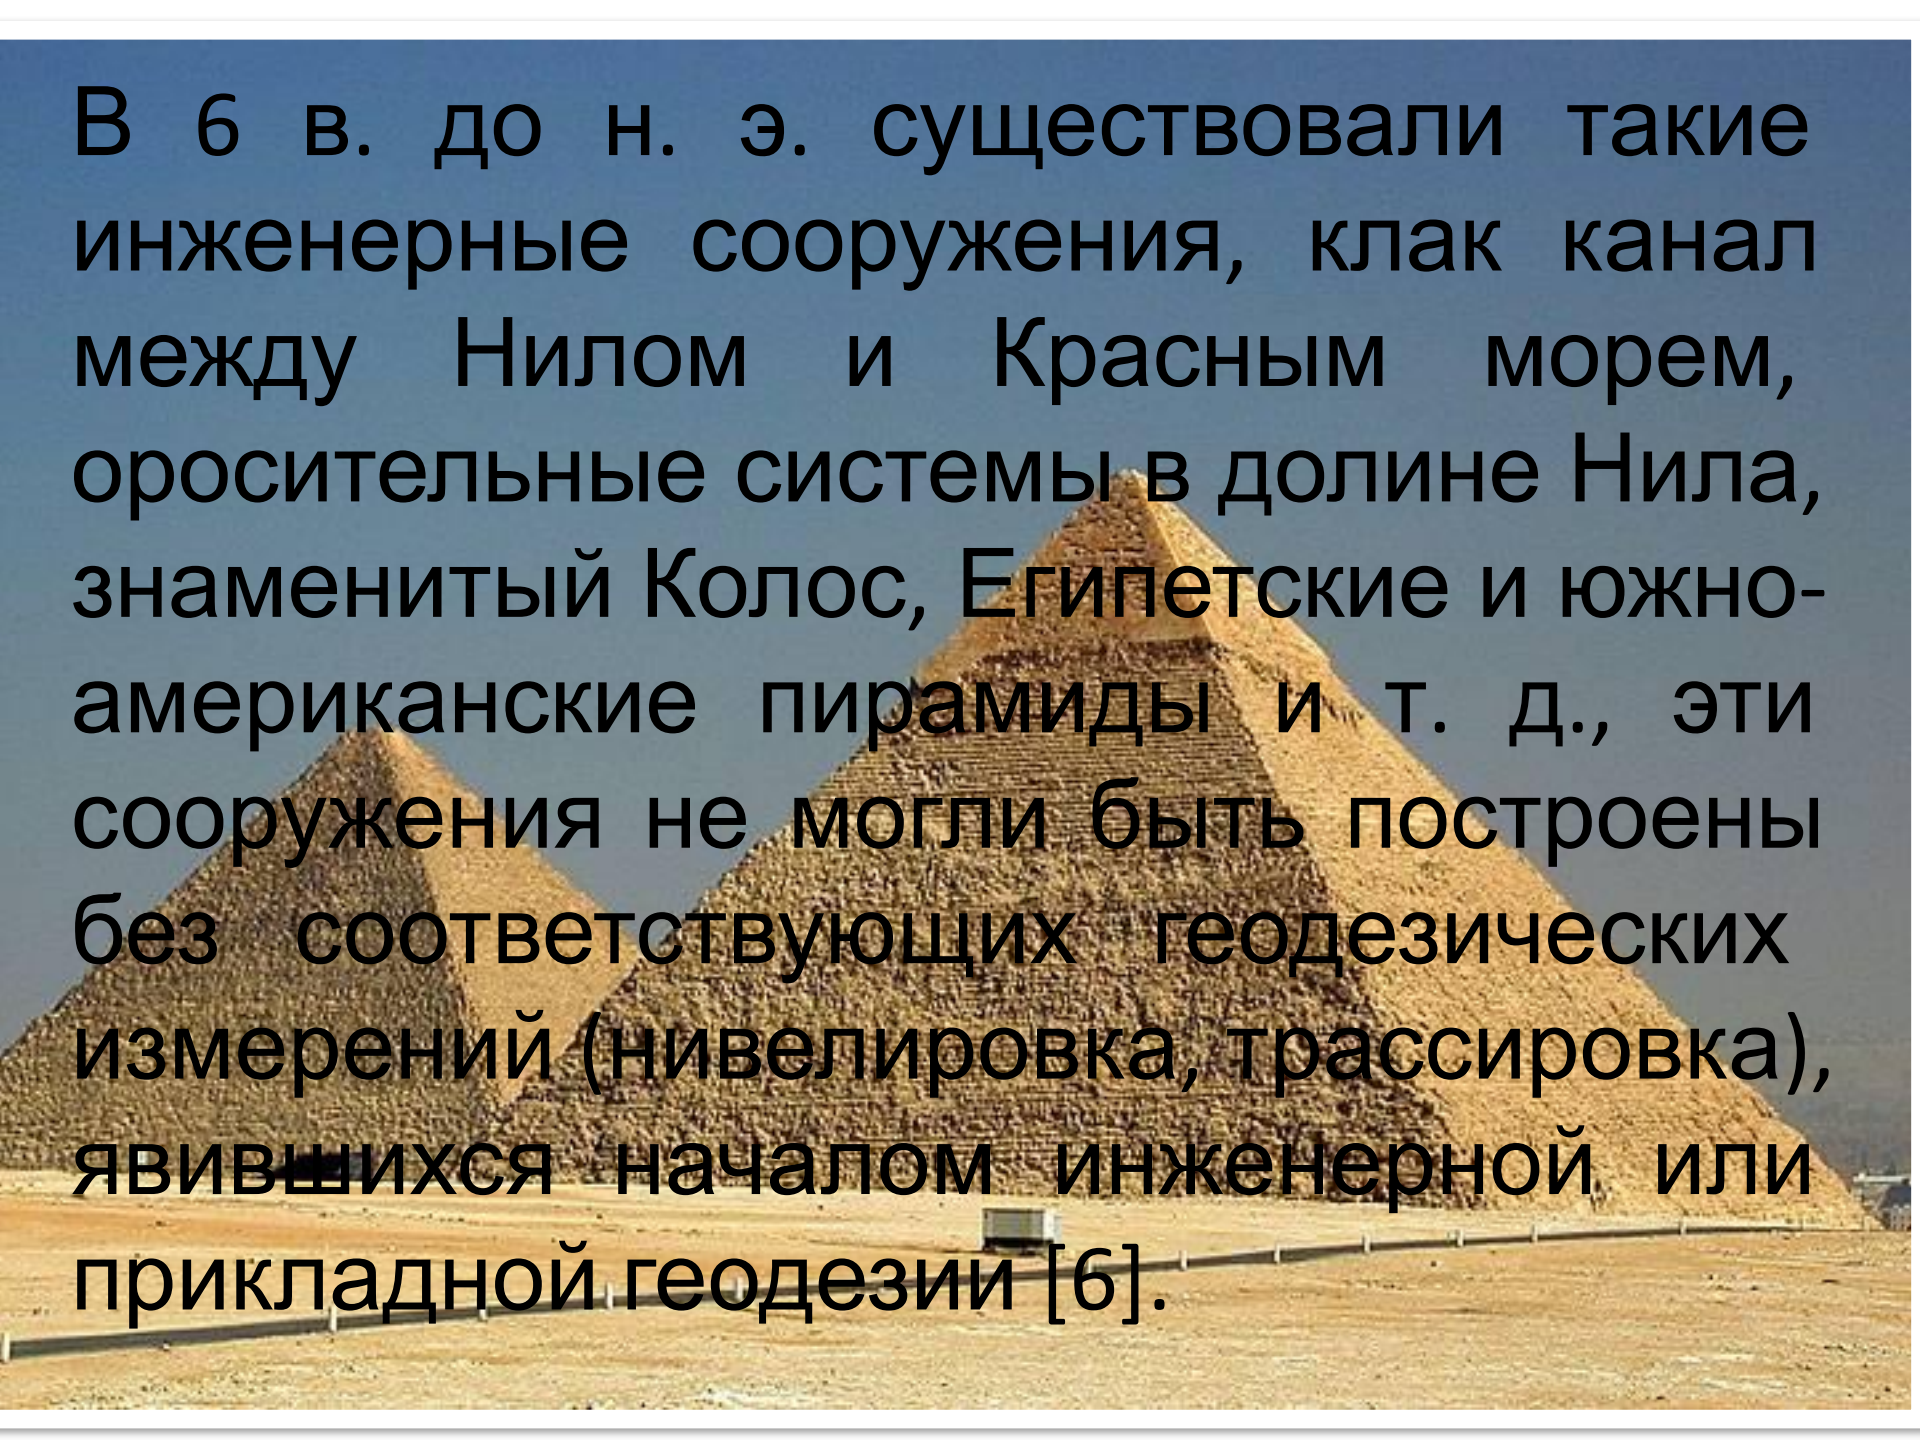 В 6 в. до н. э. существовали такие
инженерные сооружения, клак канал
между Нилом и Красным морем,
оросительные системы в долине Нила,
знаменитый Колос, Египетские и южно-
американские пирамиды и т. д., эти
сооружения не могли быть построены
без соответствующих геодезических
измерений (нивелировка, трассировка),
явившихся началом инженерной или
прикладной геодезии [6].